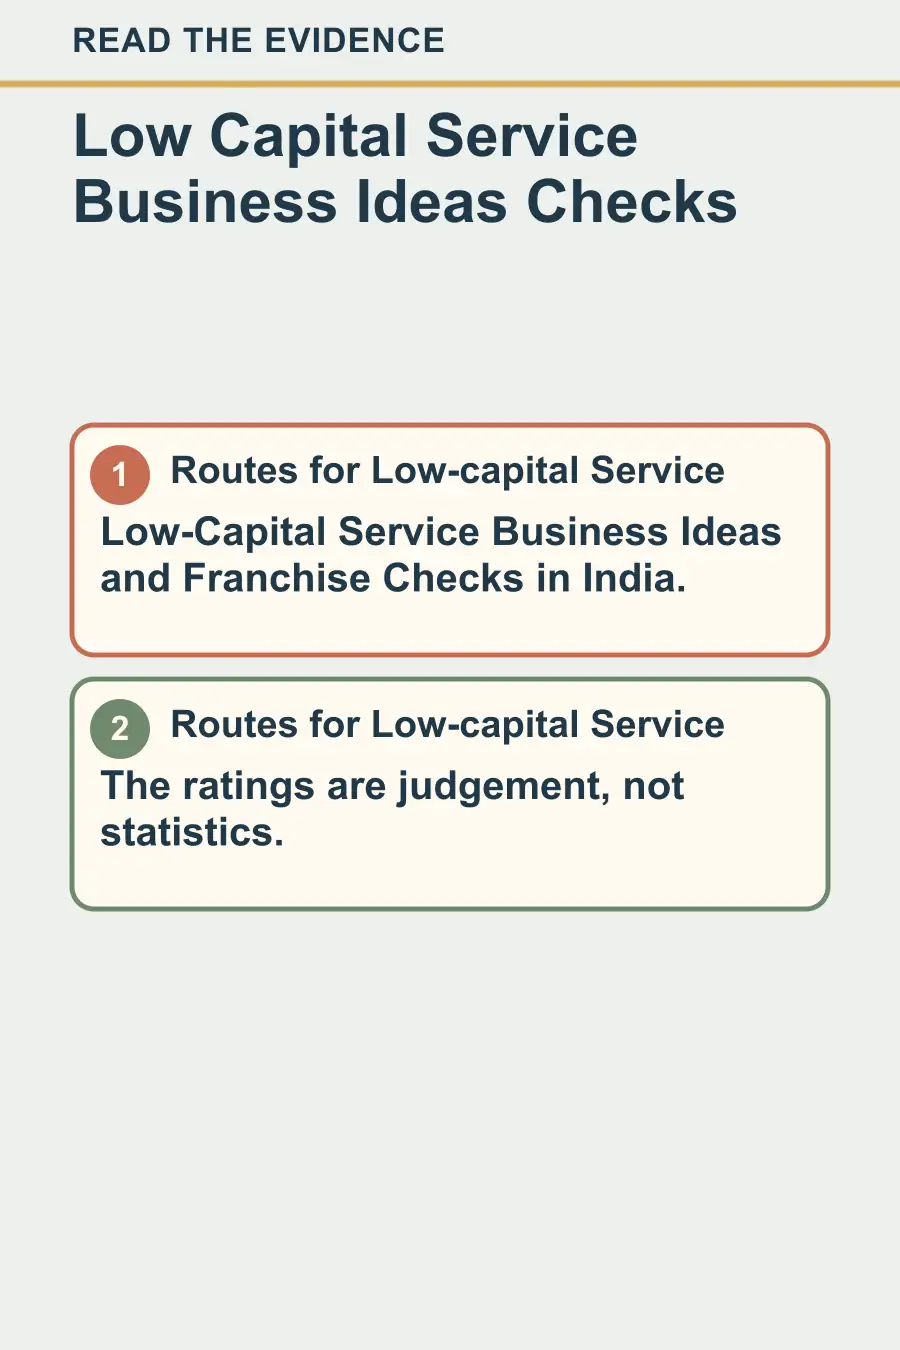 READ THE EVIDENCE
Low Capital Service
Business Ideas Checks
1 Routes for Low-capital Service
Low-Capital Service Business Ideas
and Franchise Checks in India.
2 Routes for Low-capital Service
The ratings are judgement, not
statistics.